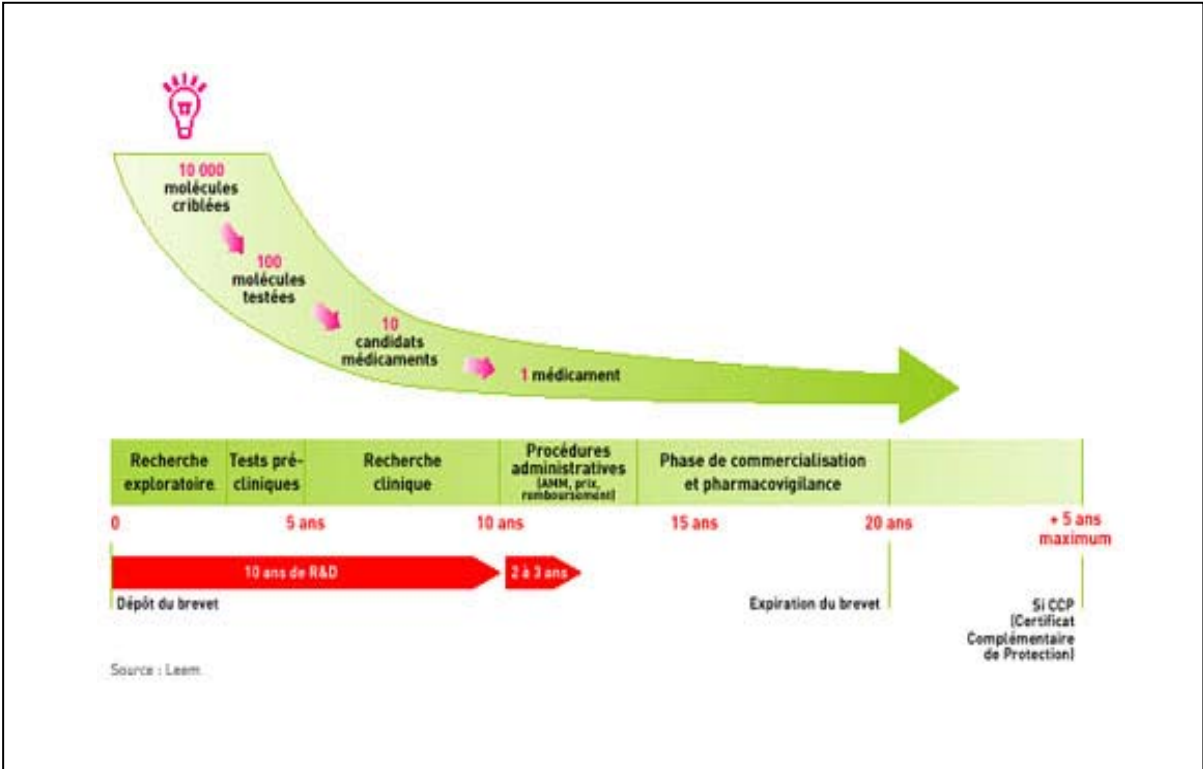 10 000
molécules
criblées
100
molécules
testées
10
candidats
médicaments
1 médicament
Recherche
exploratoire
Tests pré-
cliniques
Recherche
clinique
Procédures
administratives
(AMM, prix,
remboursement)
Phase de commercialisation
et pharmacovigilance
0
5 ans
10 ans
15 ans
20 ans
+ 5 ans
maximum
10 ans de R&D
2 à 3 ans
Dépôt du brevet
Expiration du brevet
Si CCP
(Certificat
Complémentaire
de Protection)
Source : Leem